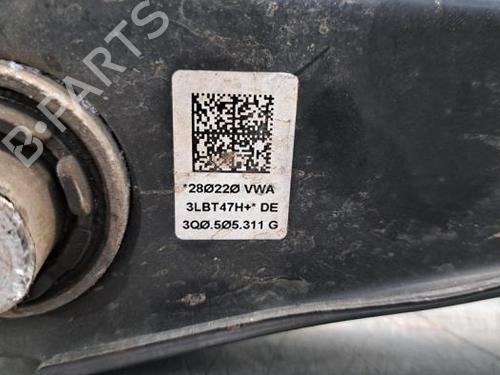 B-PARTS
*28Ø22Ø VWA
3LBT47H+* DE
3QØ.5Ø5.311 G